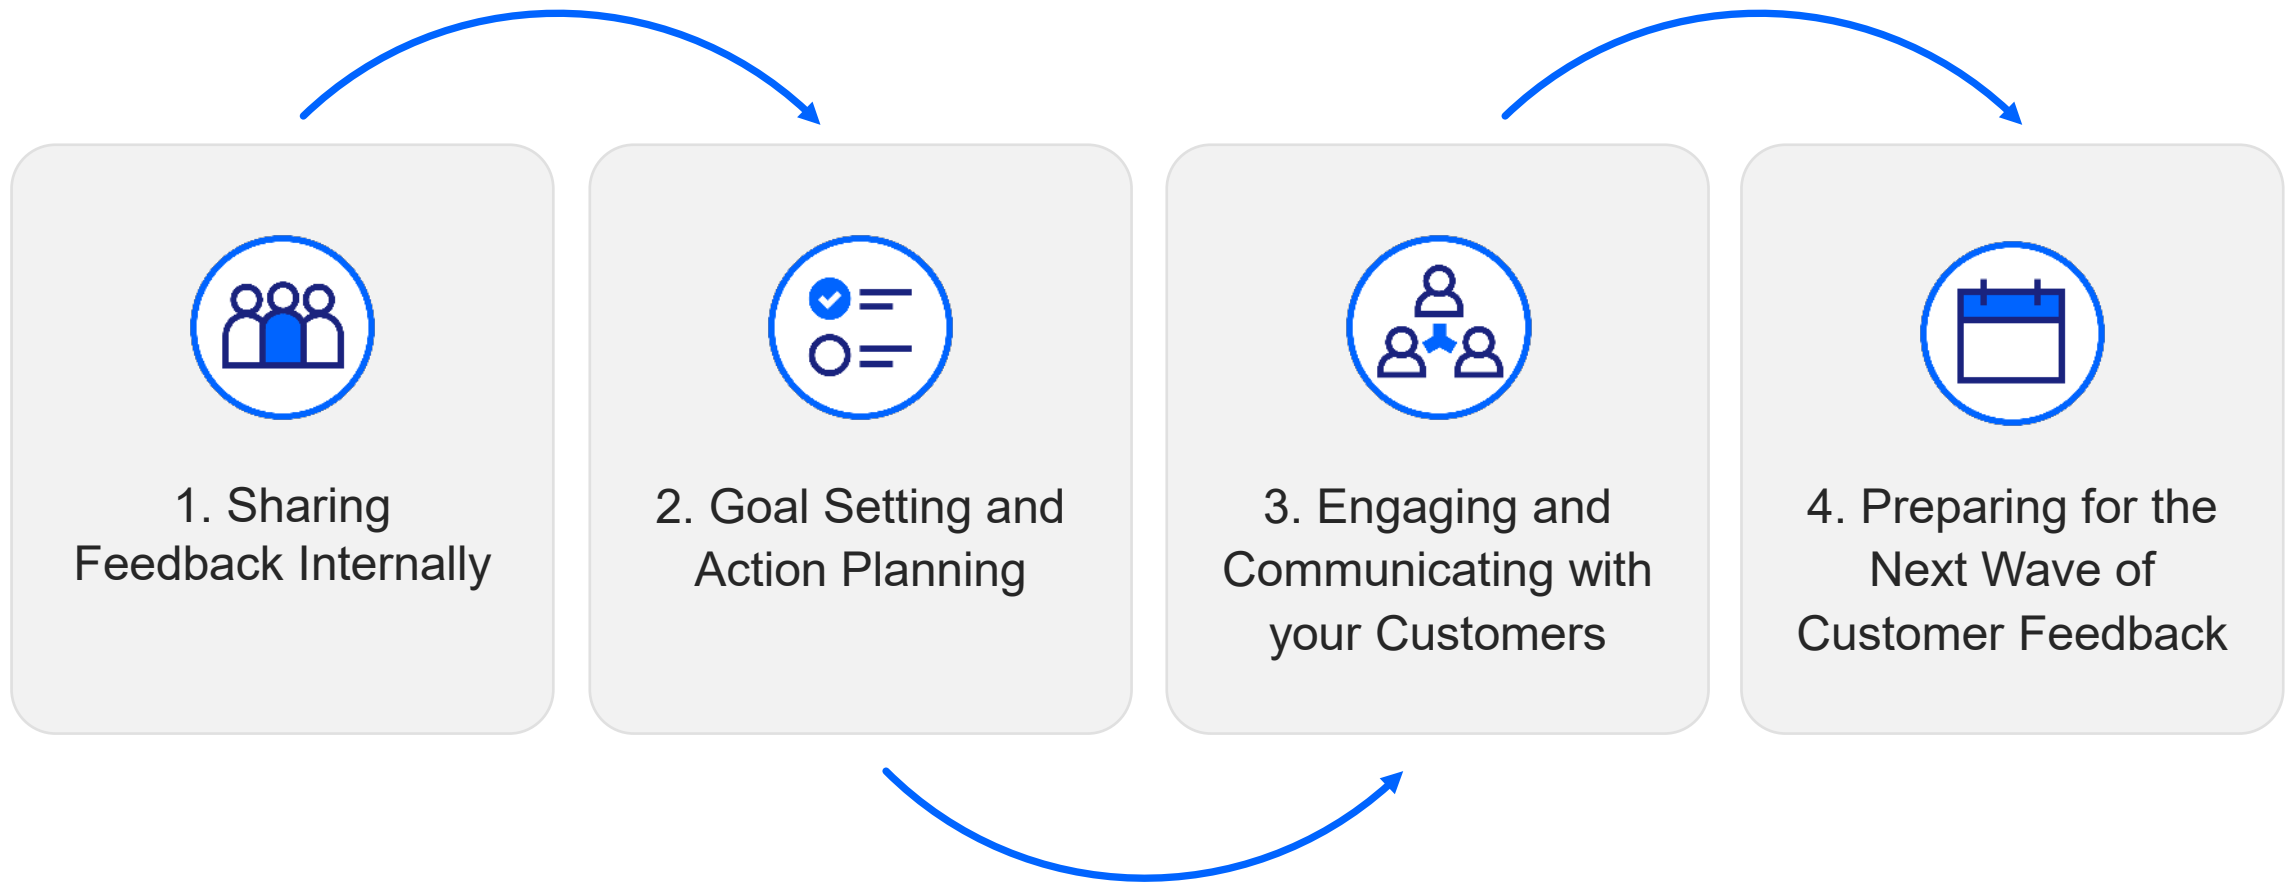 1. Sharing
Feedback Internally
2. Goal Setting and
Action Planning
3. Engaging and
Communicating with
your Customers
4. Preparing for the
Next Wave of
Customer Feedback